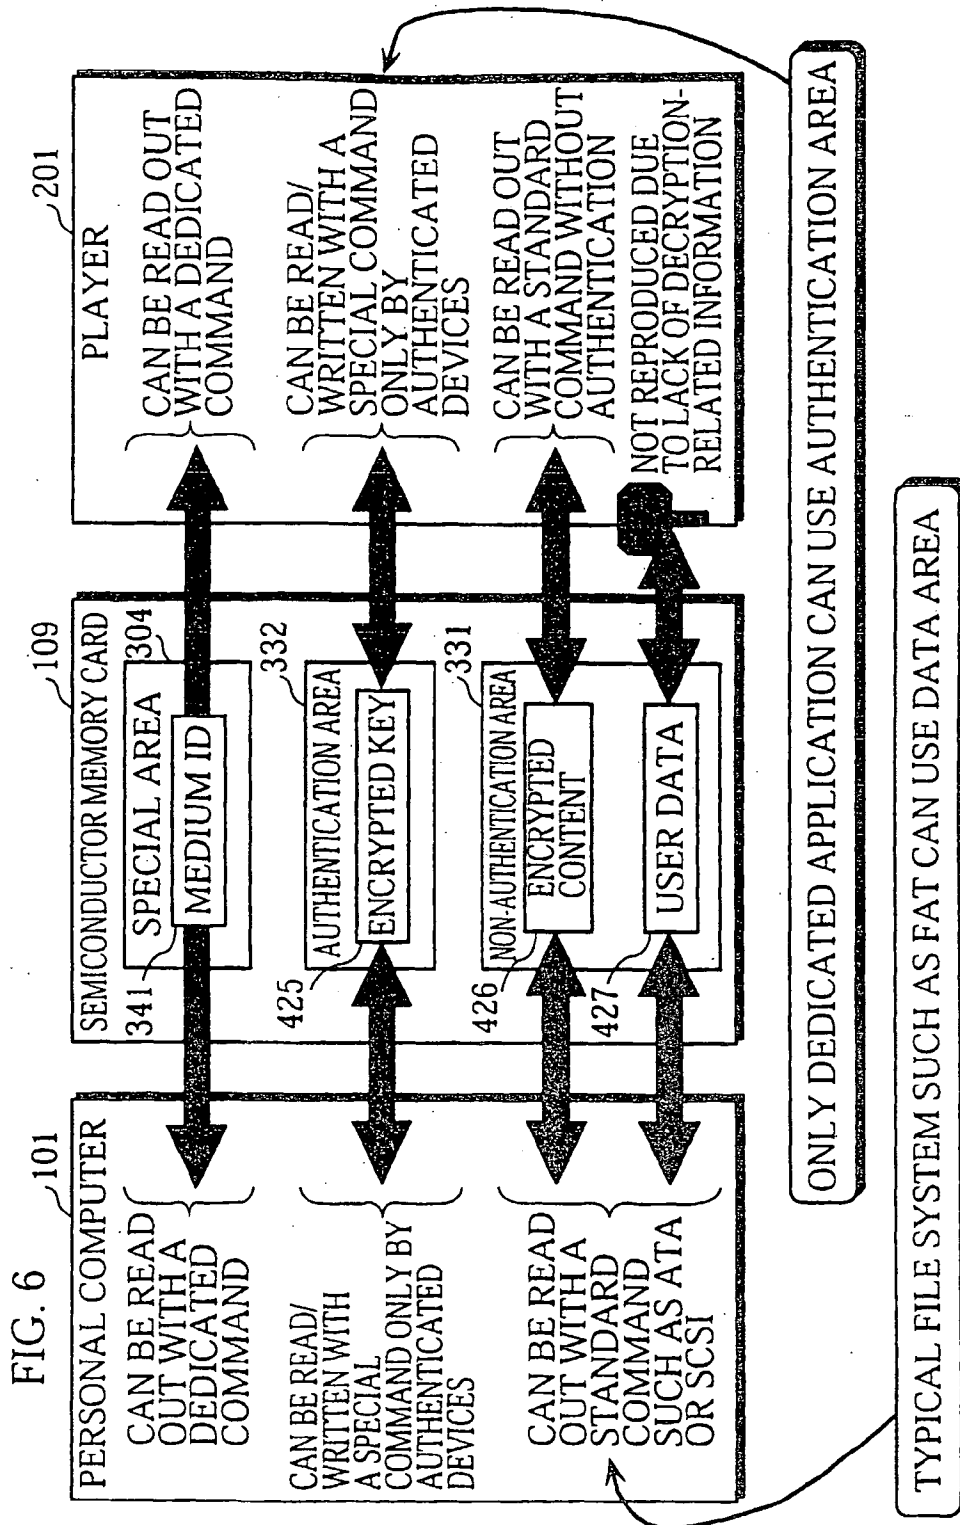 FIG. 6
PERSONAL COMPUTER
101
CAN BE READ
OUT WITH A
DEDICATED
COMMAND
CAN BE READ/
WRITTEN WITH
A SPECIAL
COMMAND ONLY BY
AUTHENTICATED
DEVICES
CAN BE READ
OUT WITH A
STANDARD
COMMAND
SUCH AS ATA
OR SCSI
SEMICONDUCTOR MEMORY CARD
109
SPECIAL AREA
304
341
MEDIUM ID
AUTHENTICATION AREA
332
425
ENCRYPTED KEY
NON-AUTHENTICATION AREA
331
426
ENCRYPTED
CONTENT
427
USER DATA
PLAYER
201
CAN BE READ OUT
WITH A DEDICATED
COMMAND
CAN BE READ/
WRITTEN WITH A
SPECIAL COMMAND
ONLY BY
AUTHENTICATED
DEVICES
CAN BE READ OUT
WITH A STANDARD
COMMAND WITHOUT
AUTHENTICATION
NOT REPRODUCED DUE
TO LACK OF DECRYPTION-
RELATED INFORMATION
ONLY DEDICATED APPLICATION CAN USE AUTHENTICATION AREA
TYPICAL FILE SYSTEM SUCH AS FAT CAN USE DATA AREA